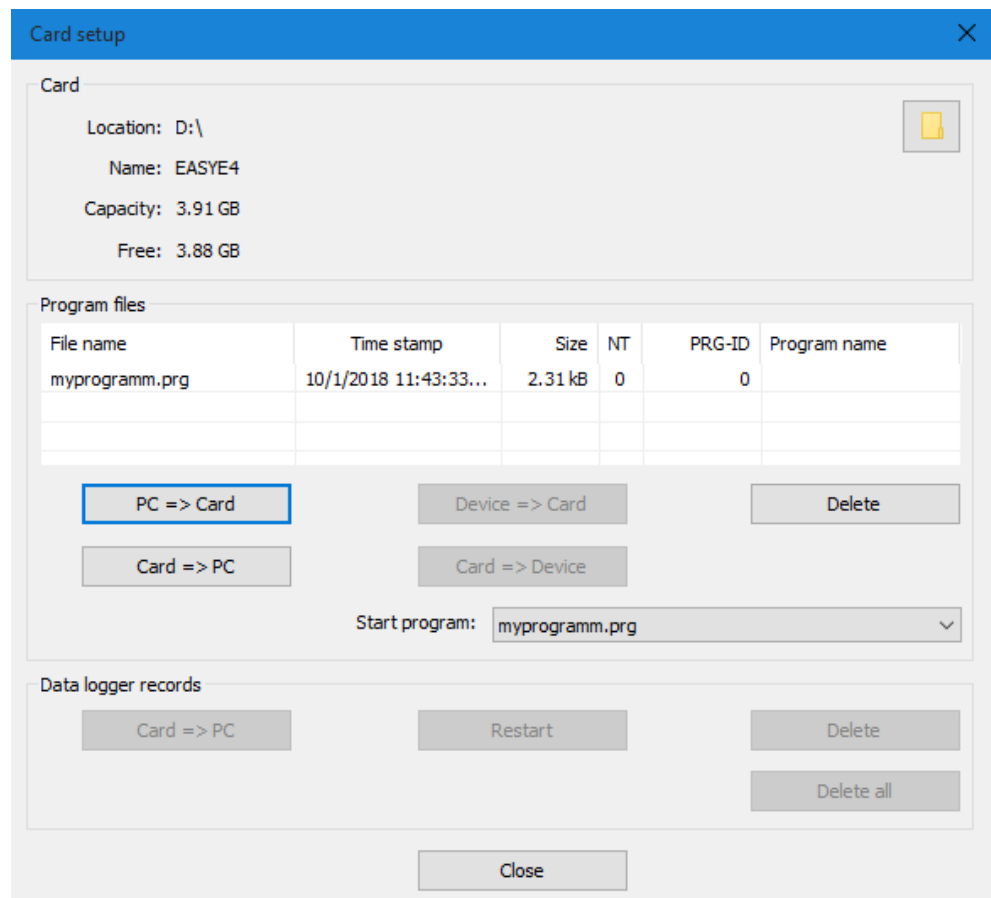 Card setup
Card
Location: D:\
Name: EASYE4
Capacity: 3.91 GB
Free: 3.88 GB
Program files
File name Time stamp Size NT PRG-ID Program name
myprogramm.prg 10/1/2018 11:43:33... 2.31 kB 0 0
PC => Card Device => Card Delete
Card => PC Card => Device
Start program: myprogramm.prg
Data logger records
Card => PC Restart Delete
Delete all
Close